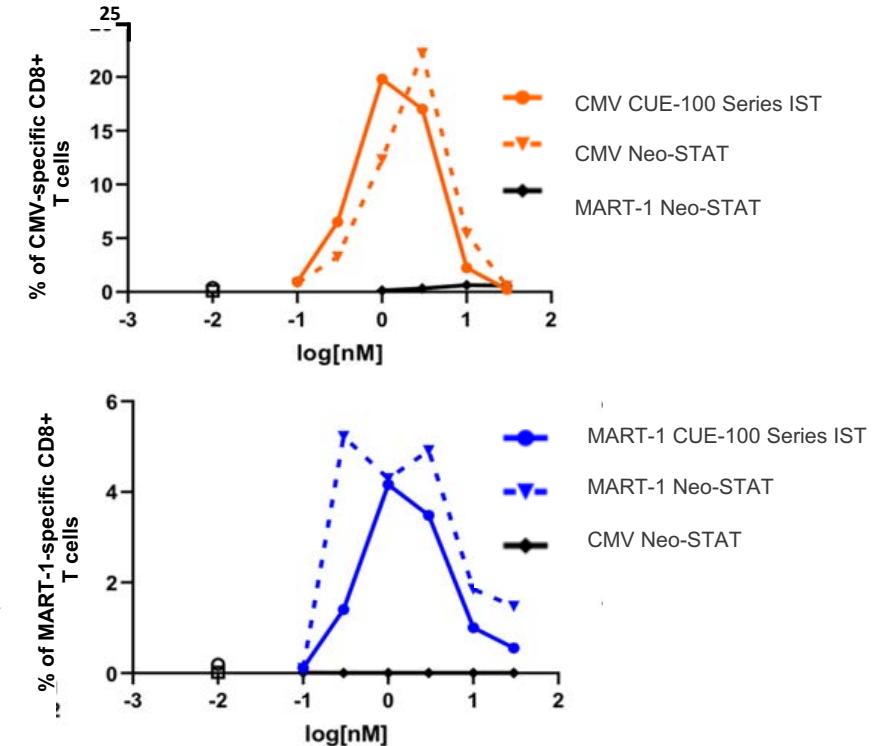 25
% of CMV-specific CD8+
T cells
20
15
10
5
0
-3 -2 -1 0 1 2
log[nM]
CMV CUE-100 Series IST
CMV Neo-STAT
MART-1 Neo-STAT
% of MART-1-specific CD8+
T cells
6
4
2
0
-3 -2 -1 0 1 2
log[nM]
MART-1 CUE-100 Series IST
MART-1 Neo-STAT
CMV Neo-STAT